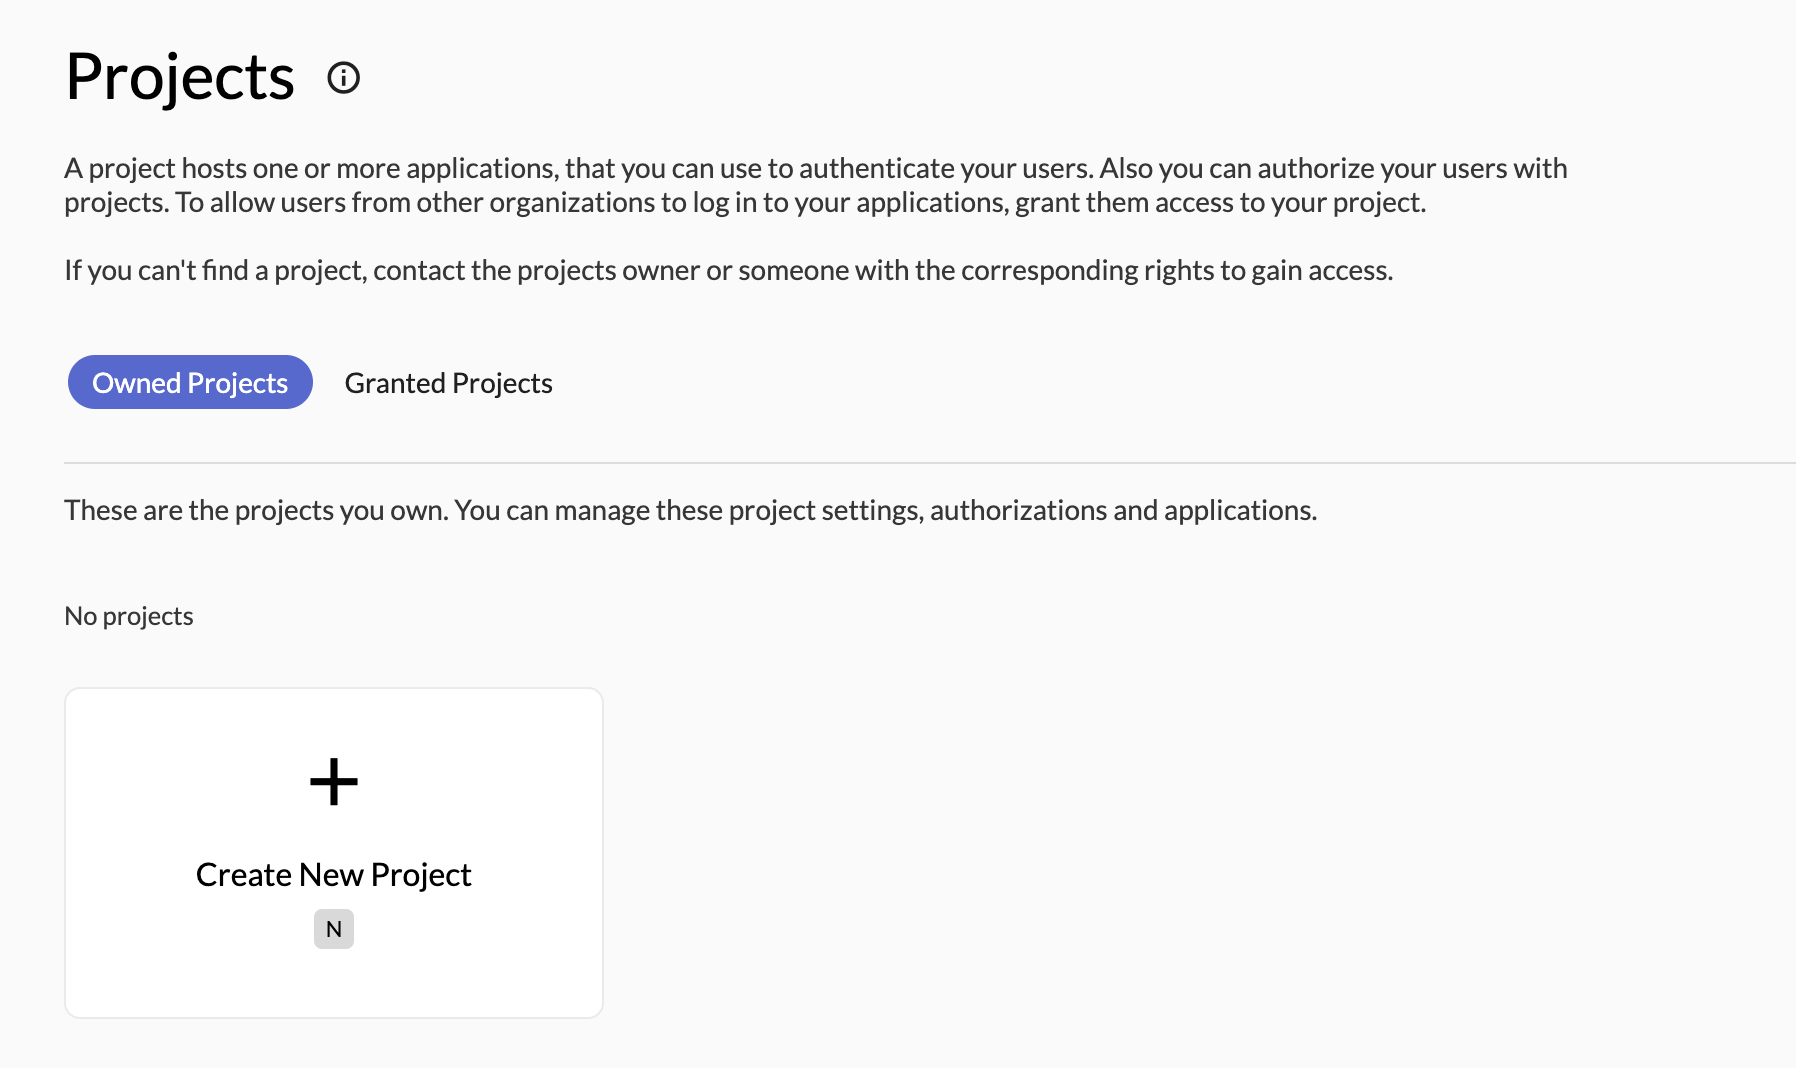 Projects
A project hosts one or more applications, that you can use to authenticate your users. Also you can authorize your users with
projects. To allow users from other organizations to log in to your applications, grant them access to your project.
If you can't find a project, contact the projects owner or someone with the corresponding rights to gain access.
Owned Projects Granted Projects
These are the projects you own. You can manage these project settings, authorizations and applications.
No projects
Create New Project
N